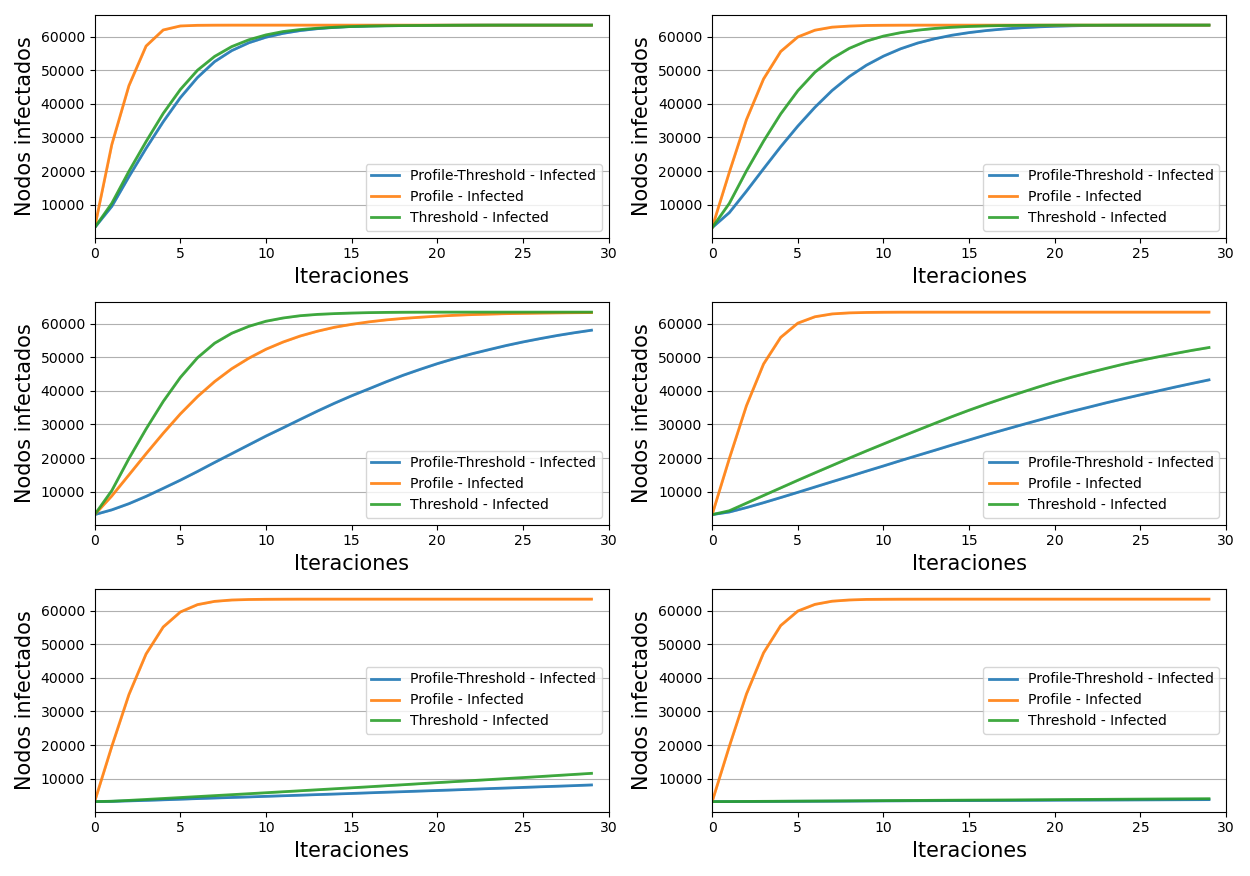 Nodos infectados
60000
50000
40000
30000
20000
10000
Profile-Threshold - Infected
Profile - Infected
Threshold - Infected
0 5 10 15 20 25 30
Iteraciones
Nodos infectados
60000
50000
40000
30000
20000
10000
Profile-Threshold - Infected
Profile - Infected
Threshold - Infected
0 5 10 15 20 25 30
Iteraciones
Nodos infectados
60000
50000
40000
30000
20000
10000
Profile-Threshold - Infected
Profile - Infected
Threshold - Infected
0 5 10 15 20 25 30
Iteraciones
Nodos infectados
60000
50000
40000
30000
20000
10000
Profile-Threshold - Infected
Profile - Infected
Threshold - Infected
0 5 10 15 20 25 30
Iteraciones
Nodos infectados
60000
50000
40000
30000
20000
10000
Profile-Threshold - Infected
Profile - Infected
Threshold - Infected
0 5 10 15 20 25 30
Iteraciones
Nodos infectados
60000
50000
40000
30000
20000
10000
Profile-Threshold - Infected
Profile - Infected
Threshold - Infected
0 5 10 15 20 25 30
Iteraciones